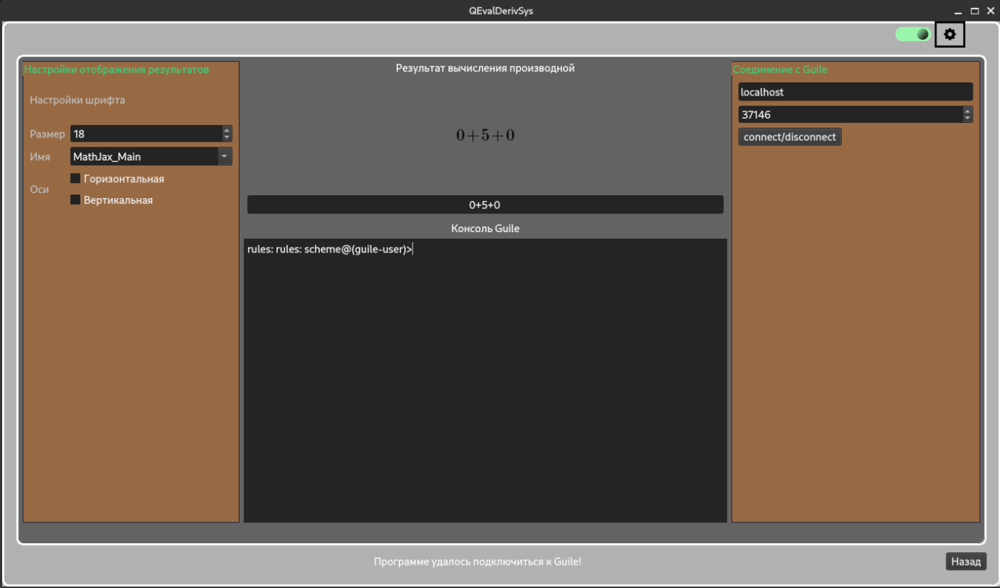 QEvalDerivSys
Настройки отображения результатов
Настройки шрифта
Размер 18
Имя MathJax_Main
Оси
Горизонтальная
Вертикальная
Результат вычисления производной
0+5+0
0+5+0
Консоль Guile
rules: rules: scheme@(guile-user)>
Соединение с Guile
localhost
37146
connect/disconnect
Программе удалось подключиться к Guile!
Назад